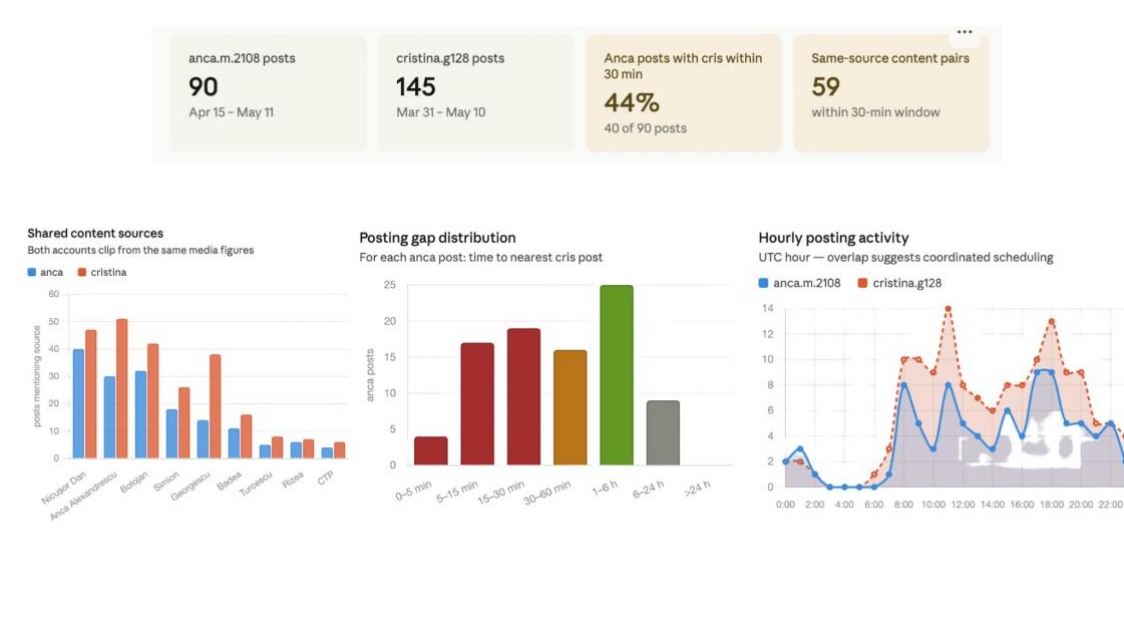 anca.m.2108 posts
90
Apr 15 – May 11
cristina.g128 posts
145
Mar 31 – May 10
Anca posts with cris within
30 min
44%
40 of 90 posts
Same-source content pairs
59
within 30-min window
Shared content sources
Both accounts clip from the same media figures
anca cristina
posts mentioning source
60
50
40
30
20
10
0
Nicușor Dan
Anca Alexandrescu
Bolojan
Simion
Georgescu
Badea
Turcescu
Rizea
CTP
Posting gap distribution
For each anca post: time to nearest cris post
anca posts
25
20
15
10
5
0
0–5 min
5–15 min
15–30 min
30–60 min
1–6 h
6–24 h
>24 h
Hourly posting activity
UTC hour — overlap suggests coordinated scheduling
anca.m.2108 cristina.g128
14
12
10
8
6
4
2
0
0:00 2:00 4:00 6:00 8:00 10:00 12:00 14:00 16:00 18:00 20:00 22:00